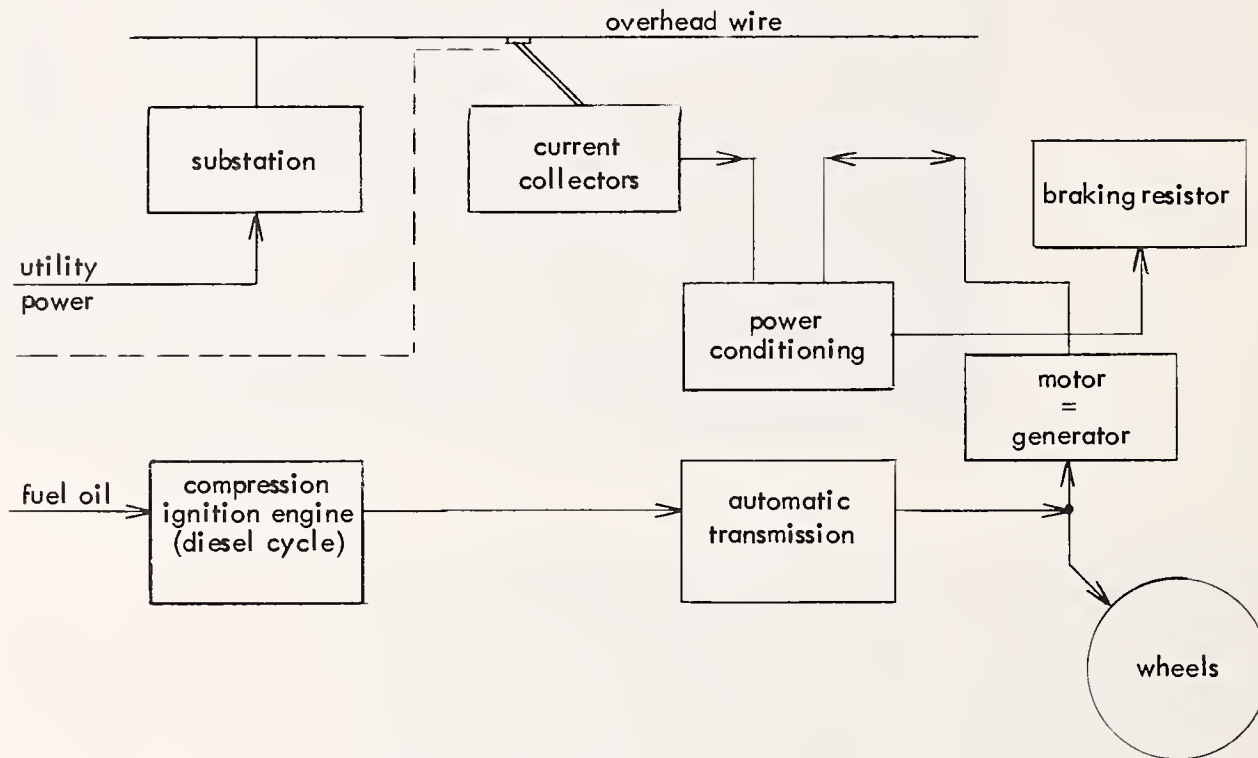 overhead wire
substation
current
collectors
braking resistor
utility
power
power
conditioning
motor
=
generator
fuel oil
compression
ignition engine
(diesel cycle)
automatic
transmission
wheels